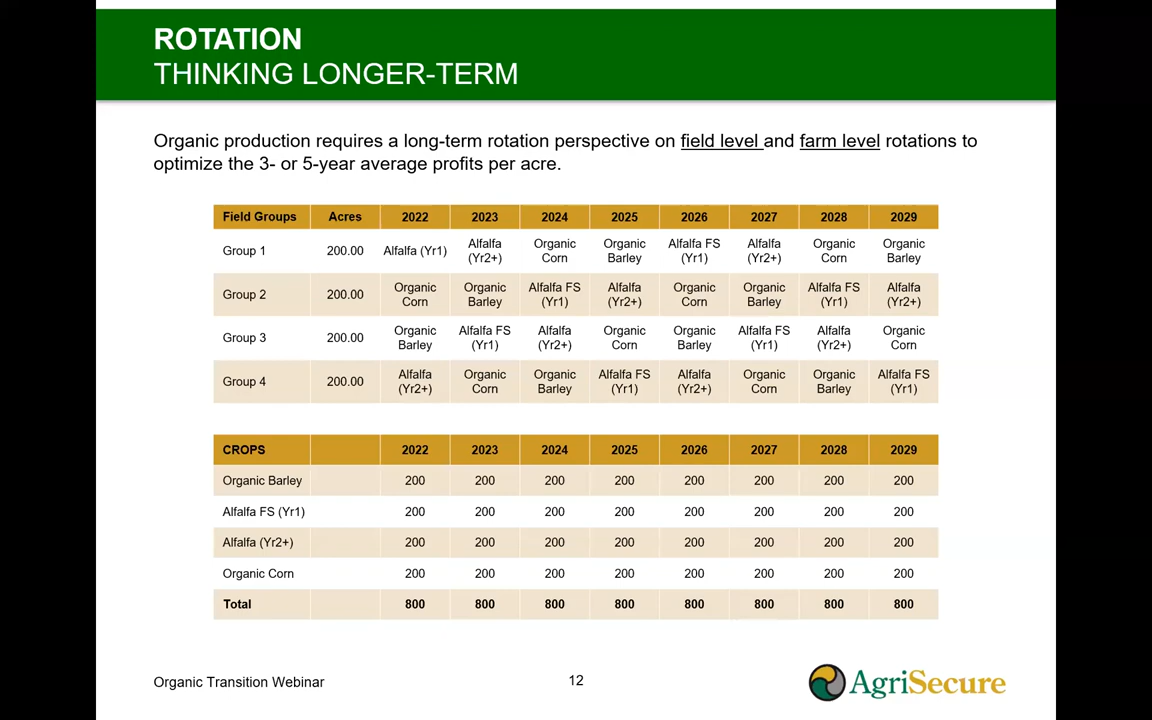 ROTATION
THINKING LONGER-TERM
Organic production requires a long-term rotation perspective on field level and farm level rotations to
optimize the 3- or 5-year average profits per acre.
Field Groups Acres 2022 2023 2024 2025 2026 2027 2028 2029
Group 1 200.00 Alfalfa (Yr1) Alfalfa (Yr2+) Organic Corn Organic Barley Alfalfa FS (Yr1) Alfalfa (Yr2+) Organic Corn Organic Barley
Group 2 200.00 Organic Corn Organic Barley Alfalfa FS (Yr1) Alfalfa (Yr2+) Organic Corn Organic Barley Alfalfa FS (Yr1) Alfalfa (Yr2+)
Group 3 200.00 Organic Barley Alfalfa FS (Yr1) Alfalfa (Yr2+) Organic Corn Organic Barley Alfalfa FS (Yr1) Alfalfa (Yr2+) Organic Corn
Group 4 200.00 Alfalfa (Yr2+) Organic Corn Organic Barley Alfalfa FS (Yr1) Alfalfa (Yr2+) Organic Corn Organic Barley Alfalfa FS (Yr1)
CROPS 2022 2023 2024 2025 2026 2027 2028 2029
Organic Barley 200 200 200 200 200 200 200 200
Alfalfa FS (Yr1) 200 200 200 200 200 200 200 200
Alfalfa (Yr2+) 200 200 200 200 200 200 200 200
Organic Corn 200 200 200 200 200 200 200 200
Total 800 800 800 800 800 800 800 800
Organic Transition Webinar 12 AgriSecure